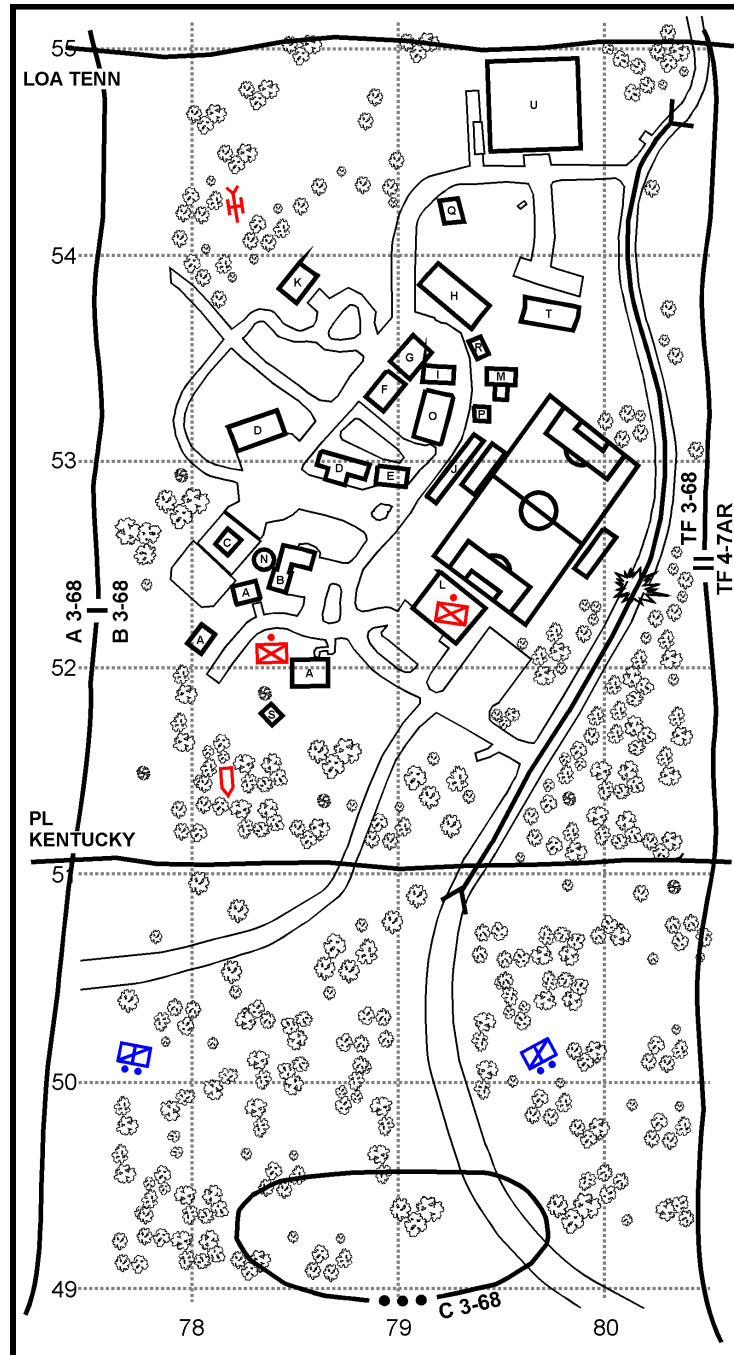 55
LOA TENN
U
Q
54
K
H
T
R
G
M
I
F
O
P
D
53
D
E
J
C
N
B
A
L
TF 3-68
TF 4-7AR
A 3-68
B 3-68
A
52
A
S
PL
KENTUCKY
51
50
49
C 3-68
78
79
80